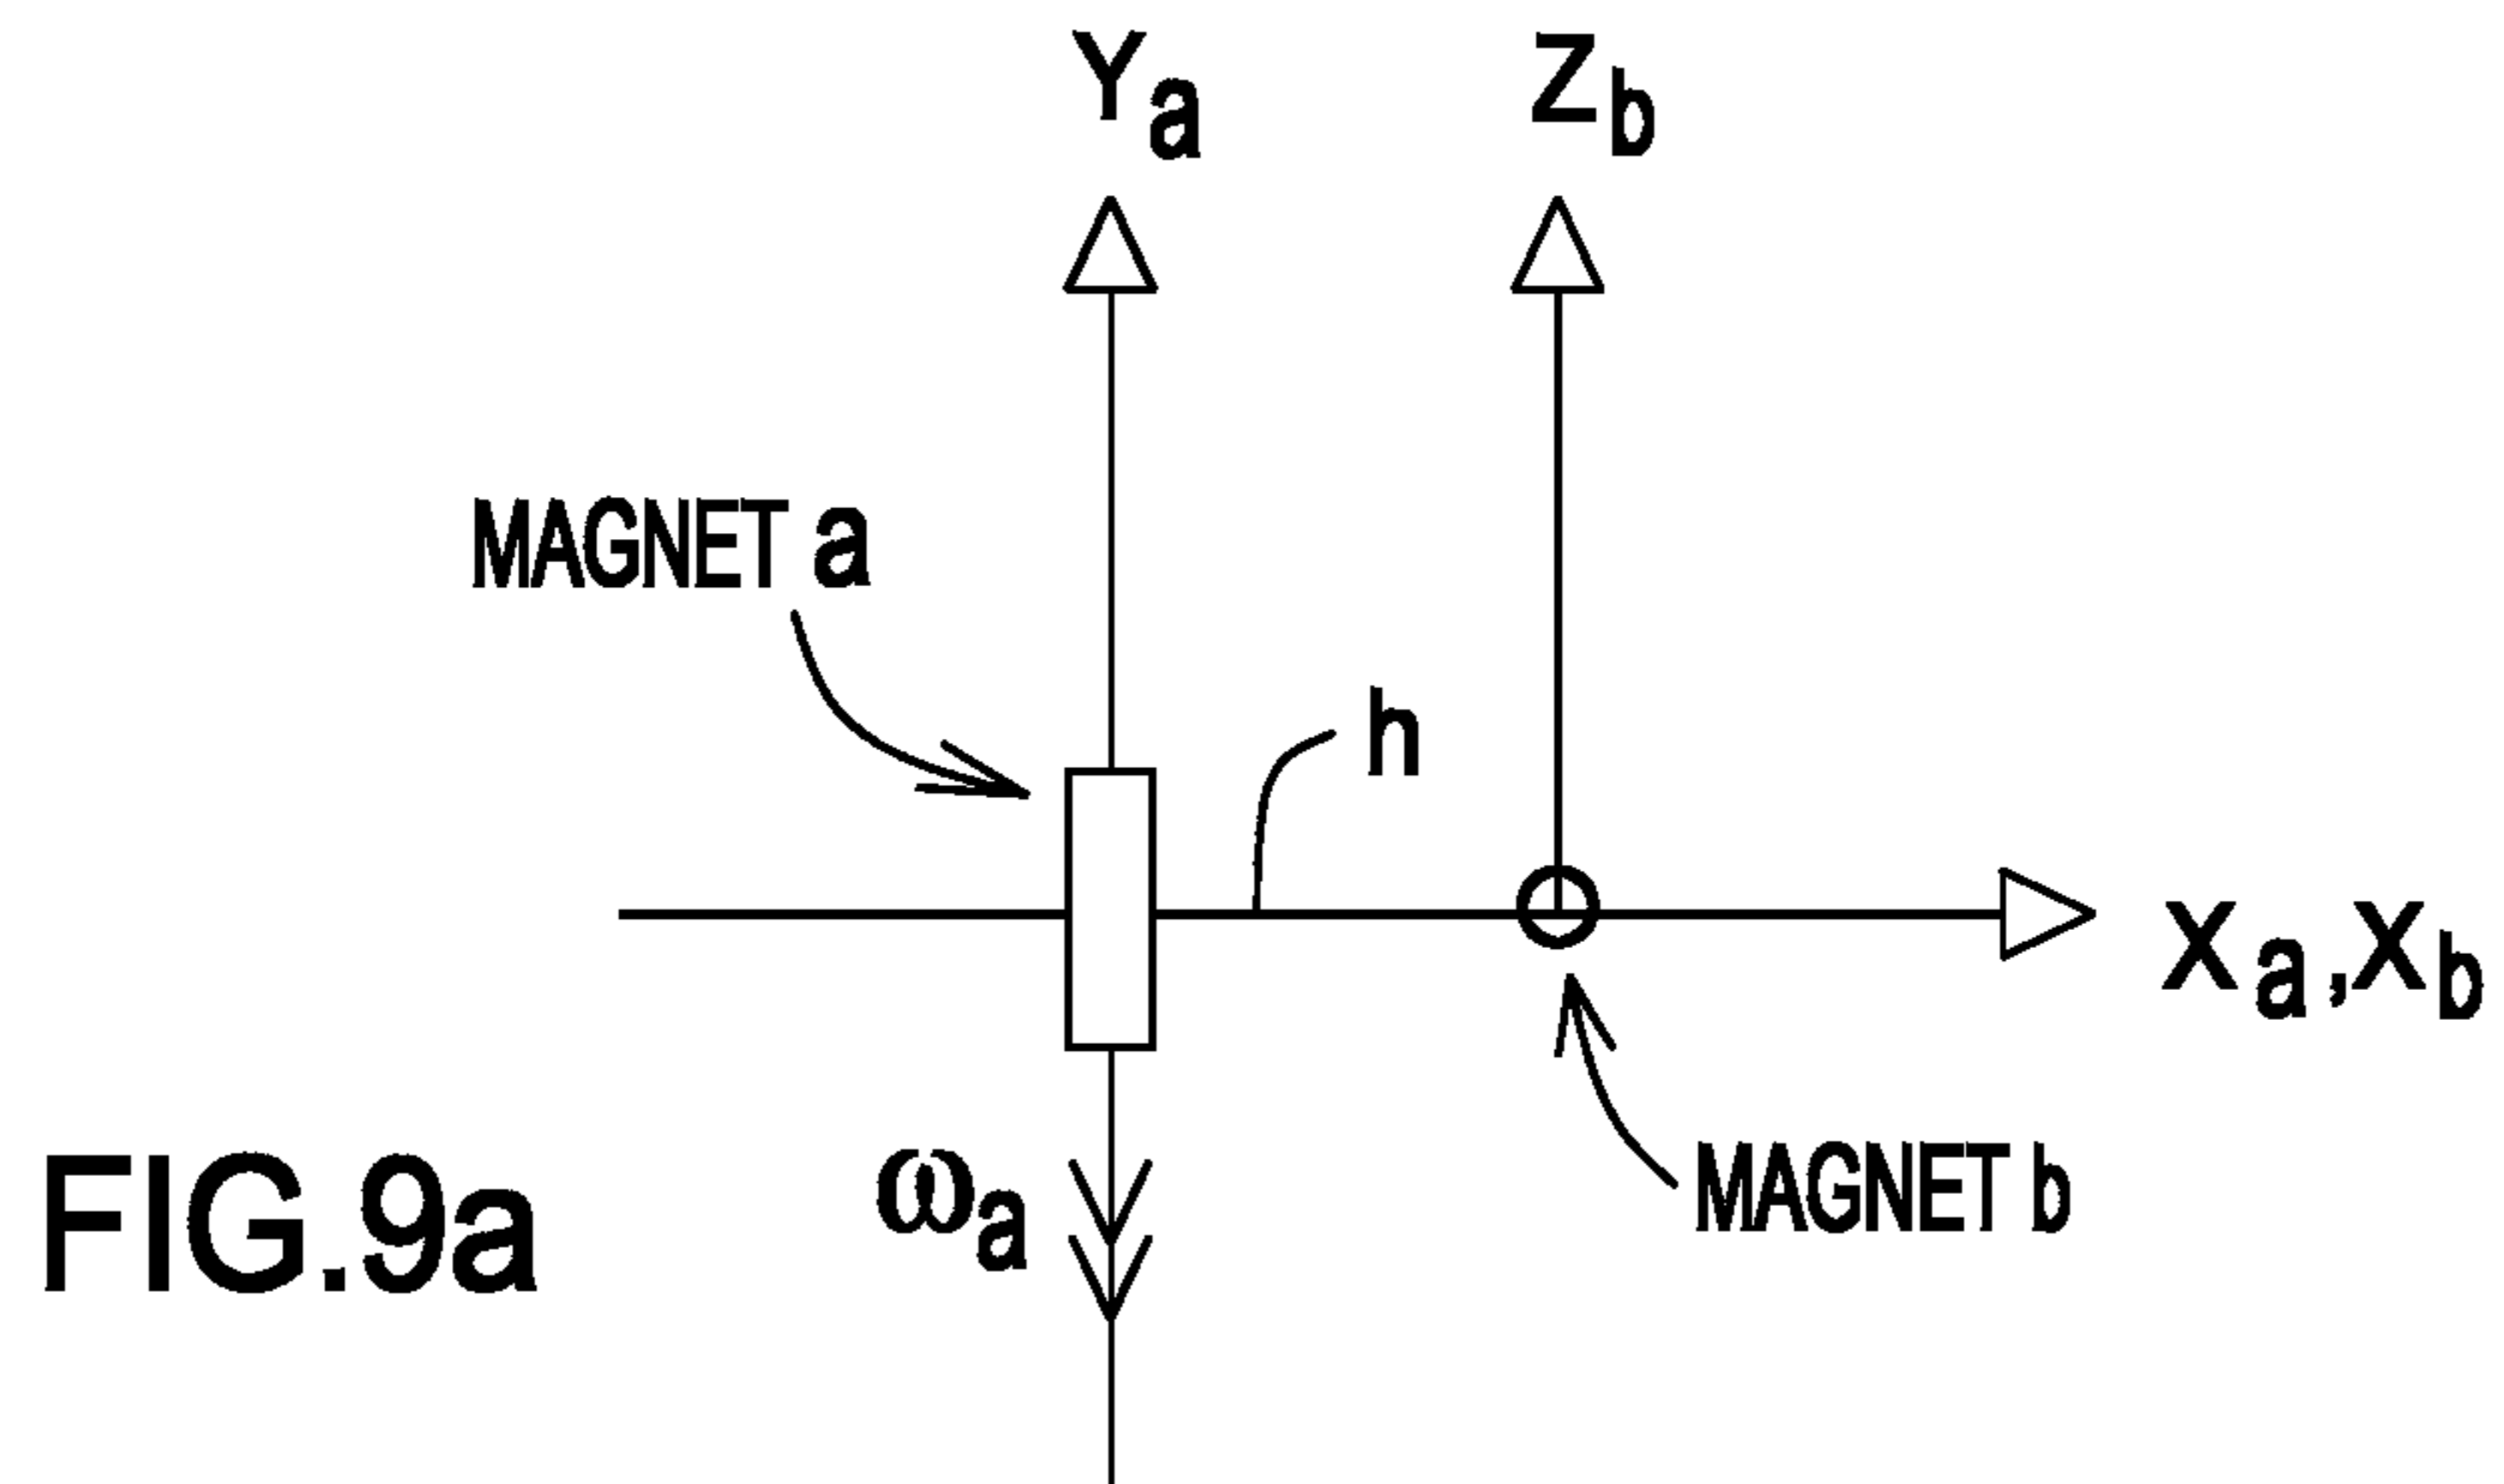 Ya
Zb
MAGNET a
h
Xa,Xb
ωa
MAGNET b
FIG.9a